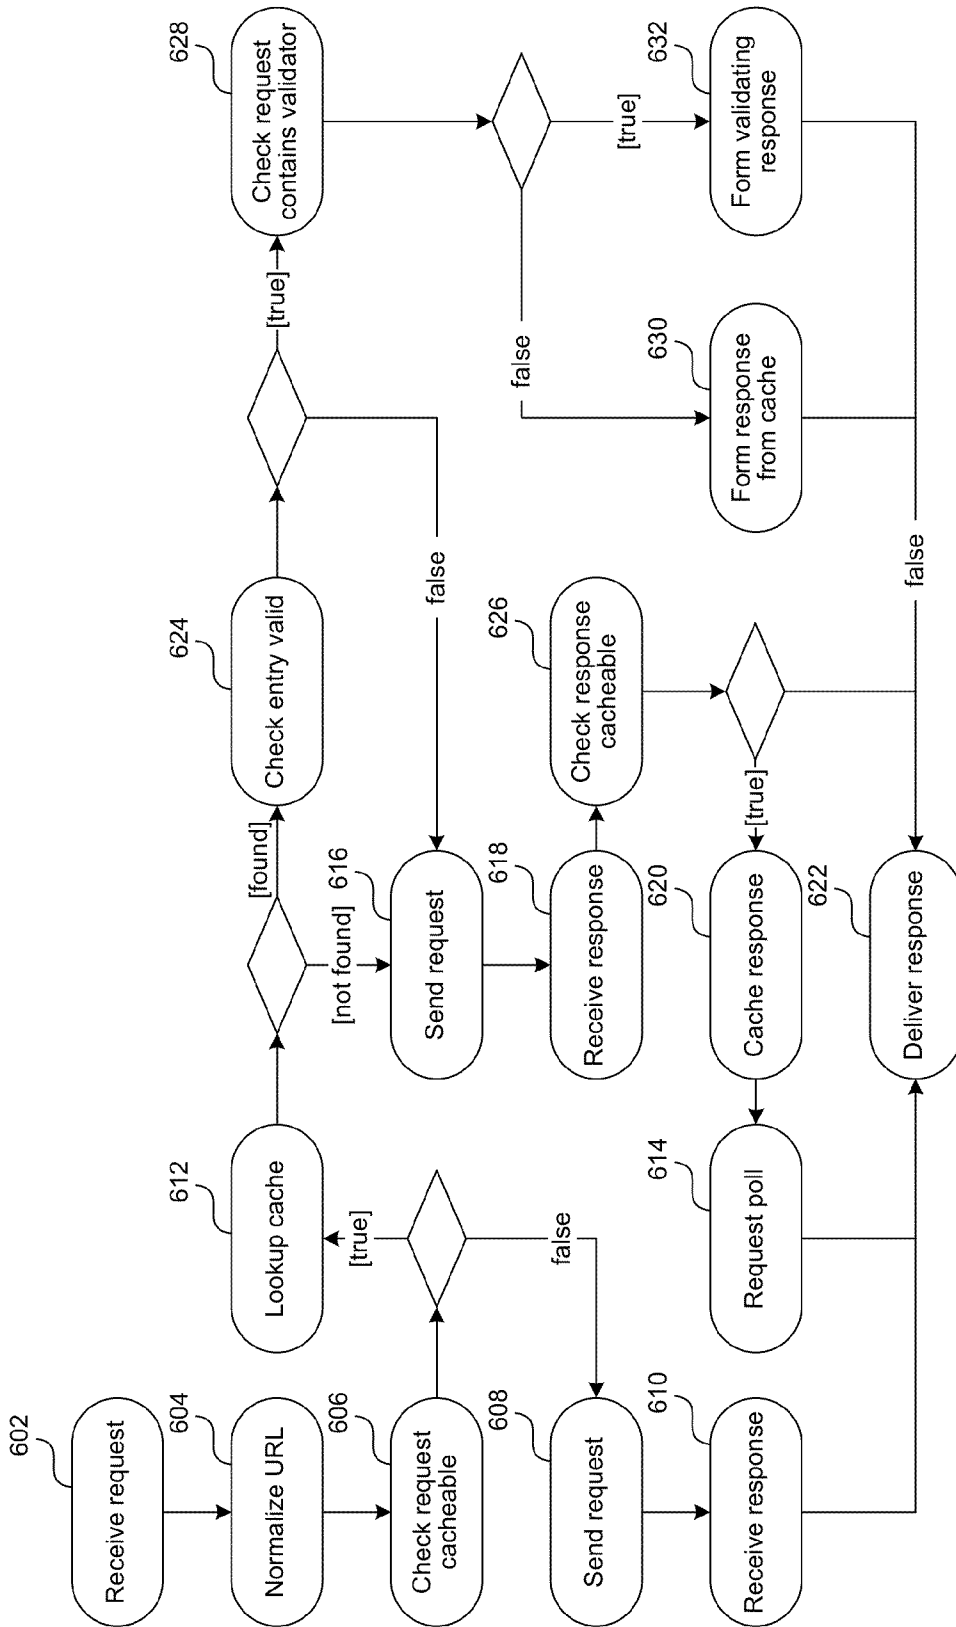 602
Receive request
604
Normalize URL
606
Check request
cacheable
608
Send request
610
Receive response
612
Lookup cache
[true]
false
614
Request poll
[found]
[not found]
616
Send request
618
Receive response
620
Cache response
622
Deliver response
624
Check entry valid
false
626
Check response
cacheable
[true]
false
[true]
628
Check request
contains validator
false
[true]
630
Form response
from cache
632
Form validating
response